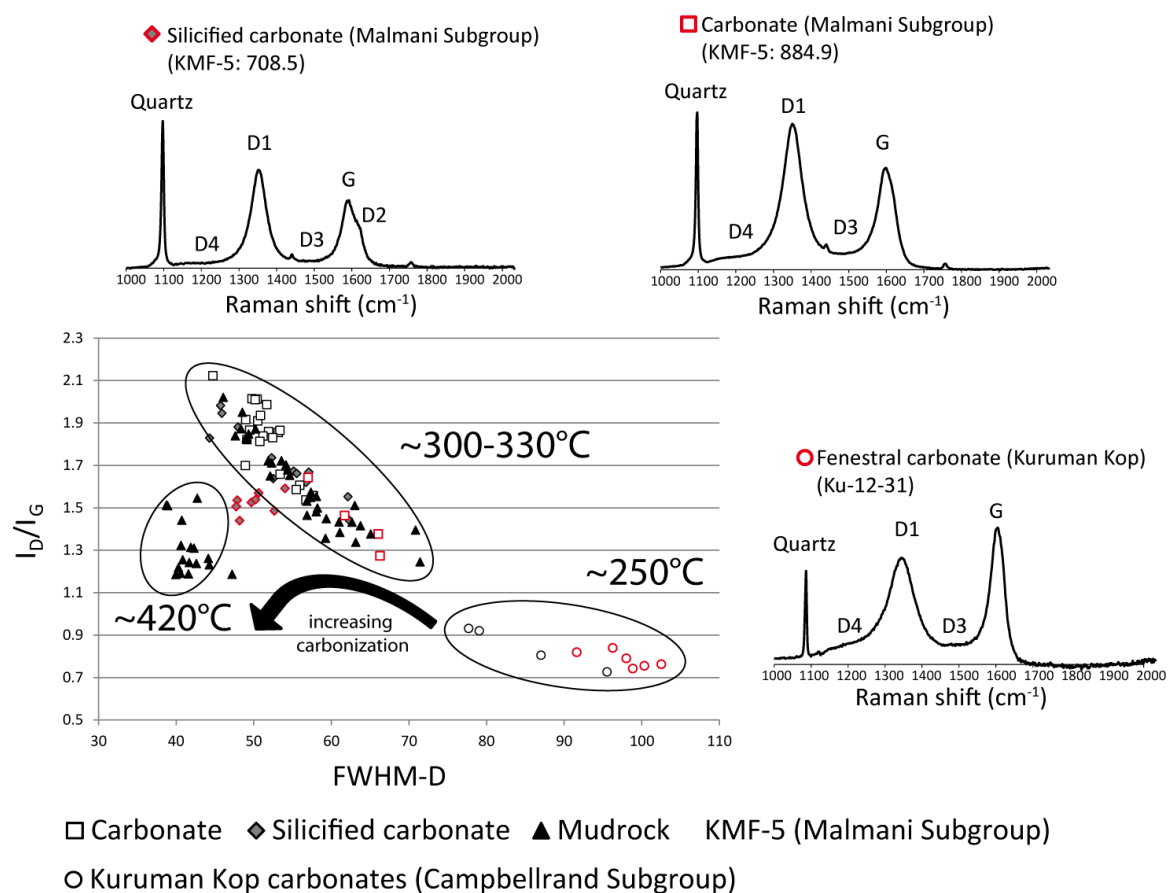 Silicified carbonate (Malmani Subgroup)
(KMF-5: 708.5)
Quartz
D1
G
D2
D4
D3
1000 1100 1200 1300 1400 1500 1600 1700 1800 1900 2000
Raman shift (cm-1)
Carbonate (Malmani Subgroup)
(KMF-5: 884.9)
Quartz
D1
G
D4
D3
1000 1100 1200 1300 1400 1500 1600 1700 1800 1900 2000
Raman shift (cm-1)
2.3
2.1
1.9
1.7
1.5
1.3
1.1
0.9
0.7
0.5
ID/IG
~300-330°C
~250°C
~420°C
increasing
carbonization
30 40 50 60 70 80 90 100 110
FWHM-D
Fenestral carbonate (Kuruman Kop)
(Ku-12-31)
Quartz
D1
G
D4
D3
1000 1100 1200 1300 1400 1500 1600 1700 1800 1900 2000
Raman shift (cm-1)
Carbonate Silicified carbonate Mudrock KMF-5 (Malmani Subgroup)
Kuruman Kop carbonates (Campbellrand Subgroup)